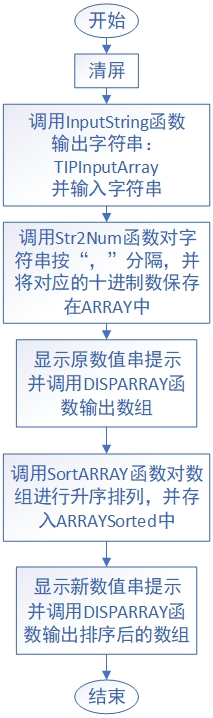 开始
清屏
调用InputString函数
输出字符串：
TIPInputArray
并输入字符串
调用Str2Num函数对字
符串按“，”分隔，并
将对应的十进制数保存
在ARRAY中
显示原数值串提示
并调用DISPARRAY函
数输出数组
调用SortARRAY函数对数
组进行升序排列，并存
入ARRAYSorted中
显示新数值串提示
并调用DISPARRAY函
数输出排序后的数组
结束